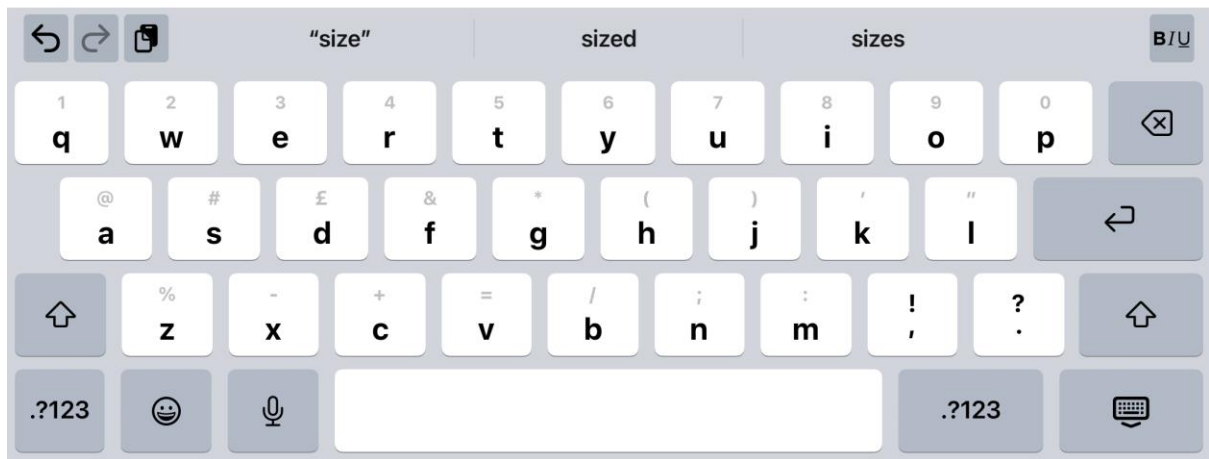 “size” sized sizes BIU
1 2 3 4 5 6 7 8 9 0
q w e r t y u i o p
@ # £ & * ( ) ' "
a s d f g h j k l
% - + = / ; : ! ?
z x c v b n m , .
.?123 .?123